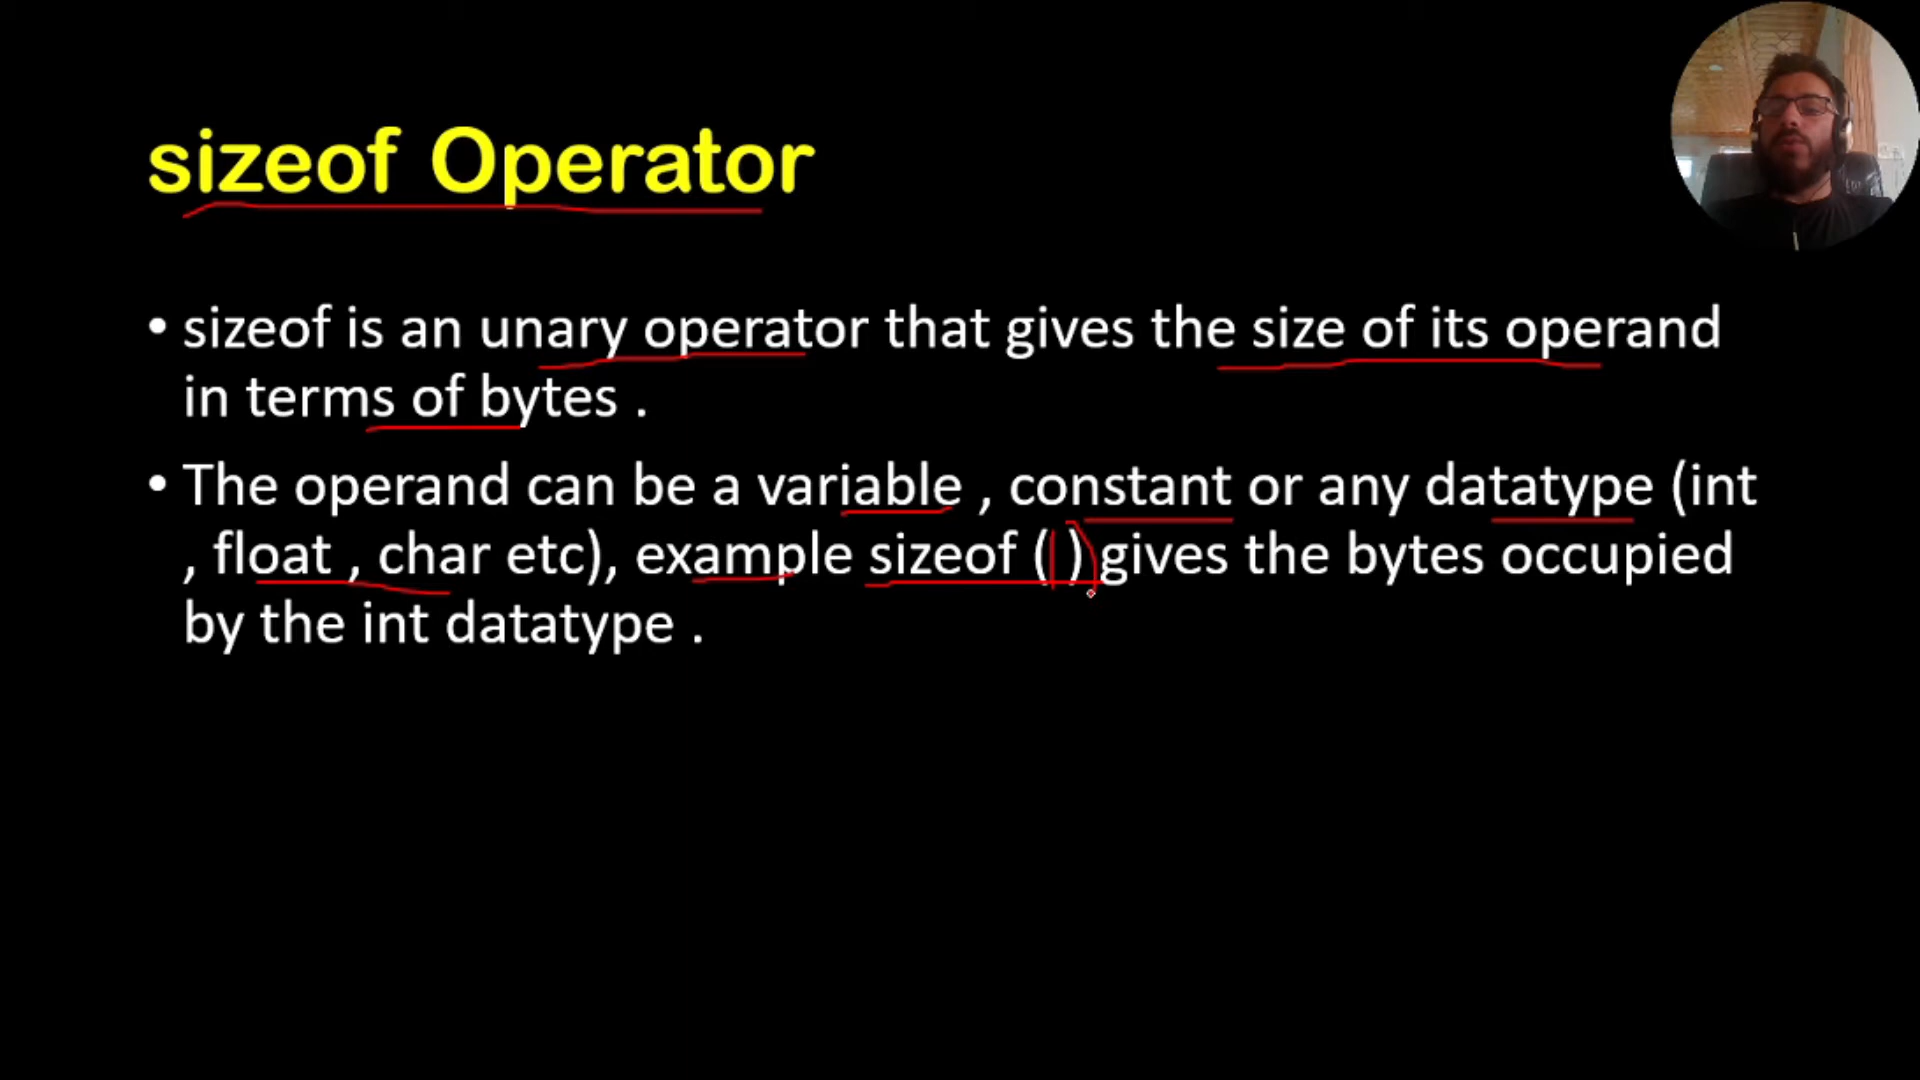 sizeof Operator
• sizeof is an unary operator that gives the size of its operand
in terms of bytes .
• The operand can be a variable , constant or any datatype (int
, float , char etc), example sizeof ( ) gives the bytes occupied
by the int datatype .